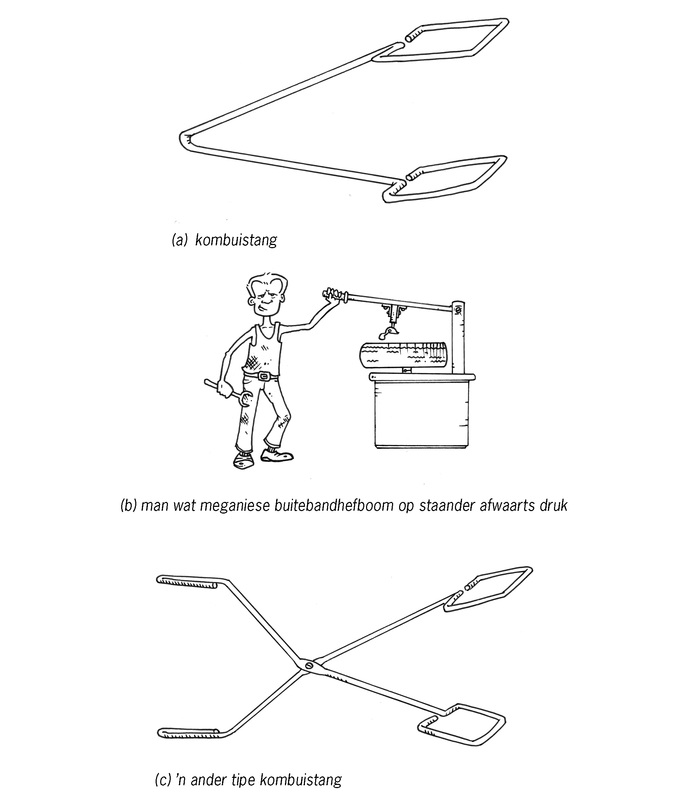 (a) kombuistang
(b) man wat meganiese buitebandhefboom op staander afwaarts druk
(c) 'n ander tipe kombuistang